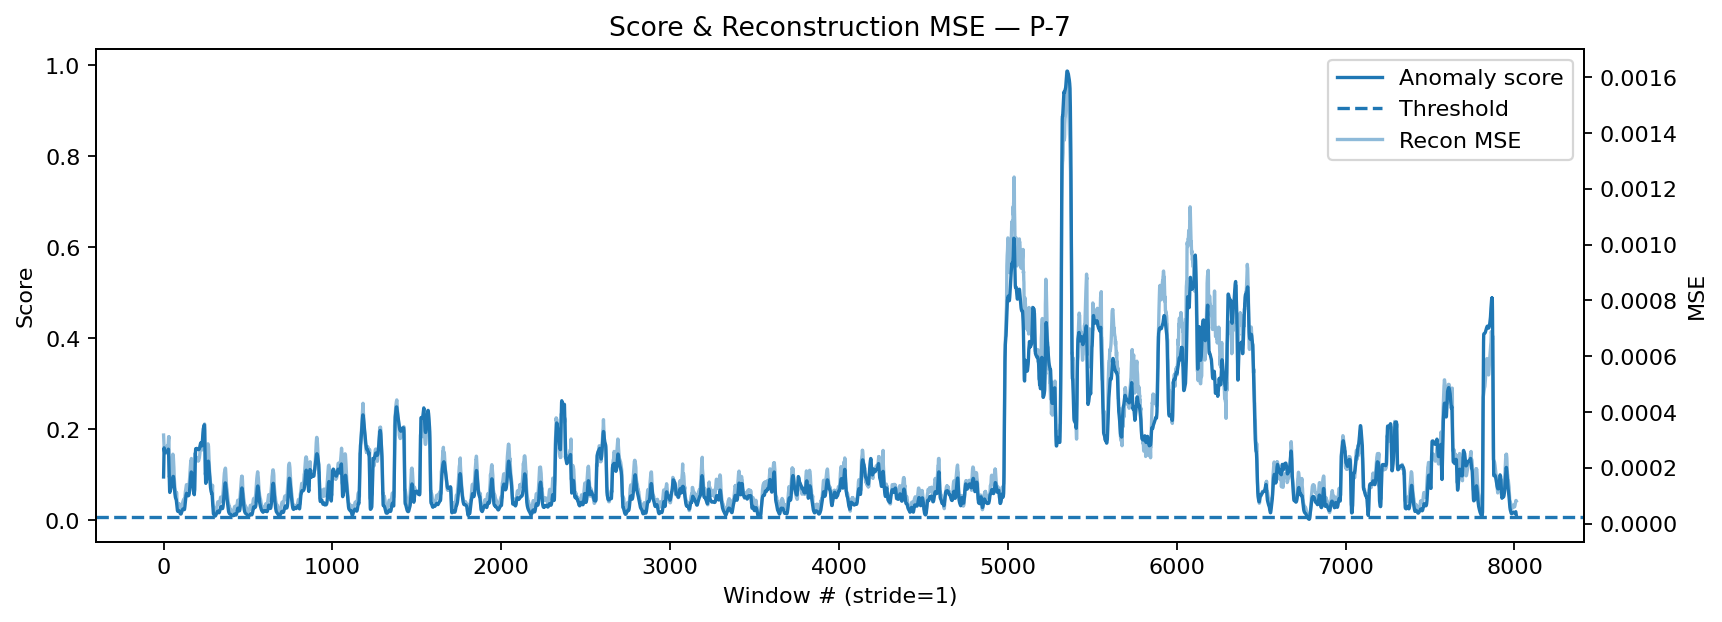 Score & Reconstruction MSE — P-7
Score
1.0
0.8
0.6
0.4
0.2
0.0
Anomaly score
Threshold
Recon MSE
0.0016
0.0014
0.0012
0.0010
0.0008
0.0006
0.0004
0.0002
0.0000
MSE
0 1000 2000 3000 4000 5000 6000 7000 8000
Window # (stride=1)